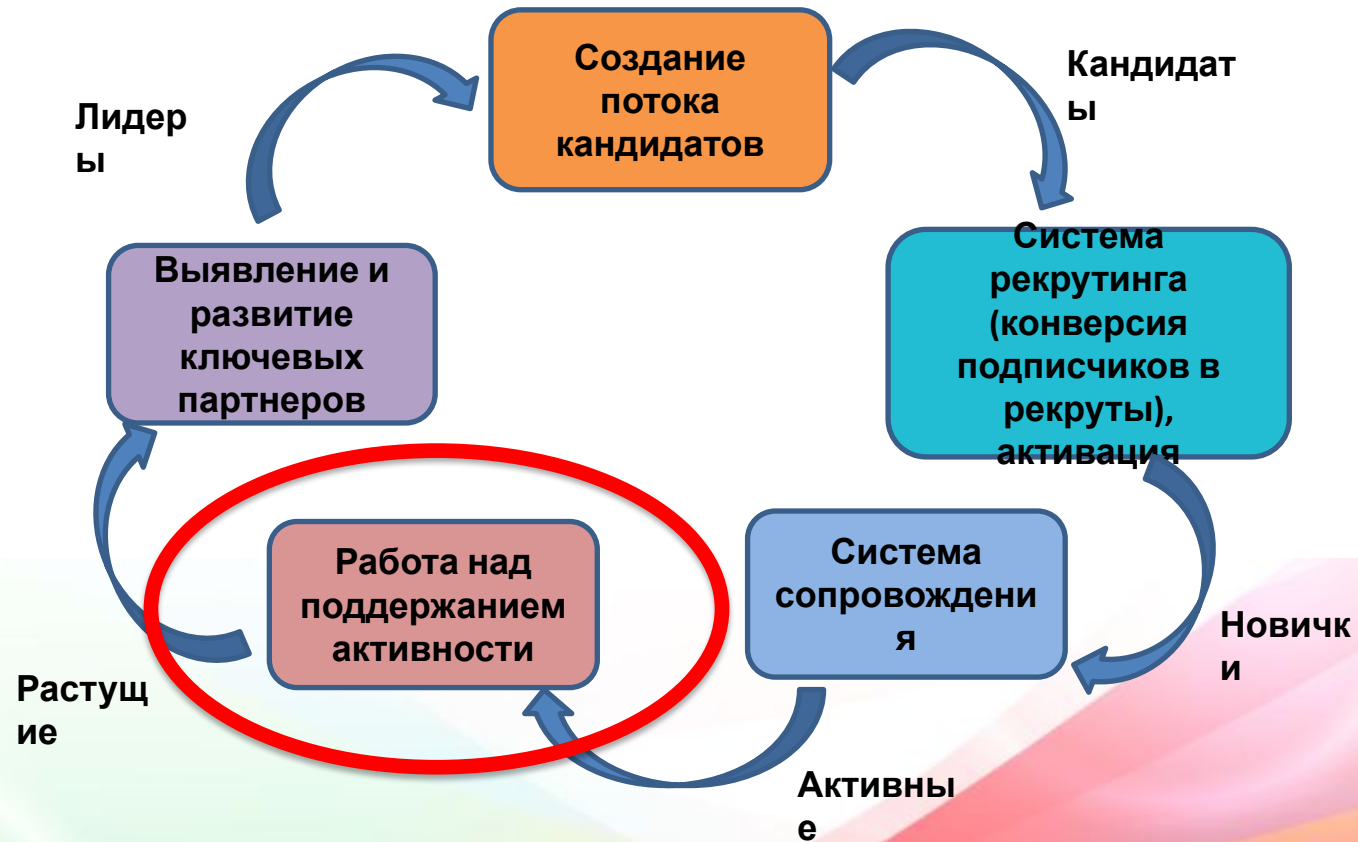 Создание
потока
кандидатов
Кандидат
ы
Лидер
ы
Система
рекрутинга
(конверсия
подписчиков в
рекруты),
активация
Выявление и
развитие
ключевых
партнеров
Работа над
поддержанием
активности
Система
сопровождени
я
Новичк
и
Растущ
ие
Активны
е